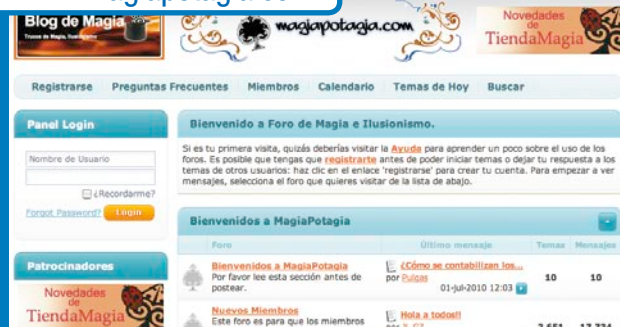 Blog de Magia
magiapotagia.com
Novedades
de
TiendaMagia
Registrarse Preguntas Frecuentes Miembros Calendario Temas de Hoy Buscar
Panel Login
Nombre de Usuario
¿Recordarme?
Forgot Password? Login
Patrocinadores
Novedades
de
TiendaMagia
Bienvenido a Foro de Magia e Ilusionismo.
Si es tu primera visita, quizás deberías visitar la Ayuda para aprender un poco sobre el uso de los
foros. Es posible que tengas que registrarte antes de poder iniciar temas o dejar tu respuesta a los
temas de otros usuarios: haz clic en el enlace 'registrarse' para crear tu cuenta. Para empezar a ver
mensajes, selecciona el foro que quieres visitar de la lista de abajo.
Bienvenidos a MagiaPotagia
Foro Último mensaje Temas Mensajes
Bienvenidos a MagiaPotagia
Por favor lee esta sección antes de
postear.
¿Cómo se contabilizan los...
por Pulgas
01-jul-2010 12:03
10 10
Nuevos Miembros
Este foro es para que los miembros
Hola a todos!!